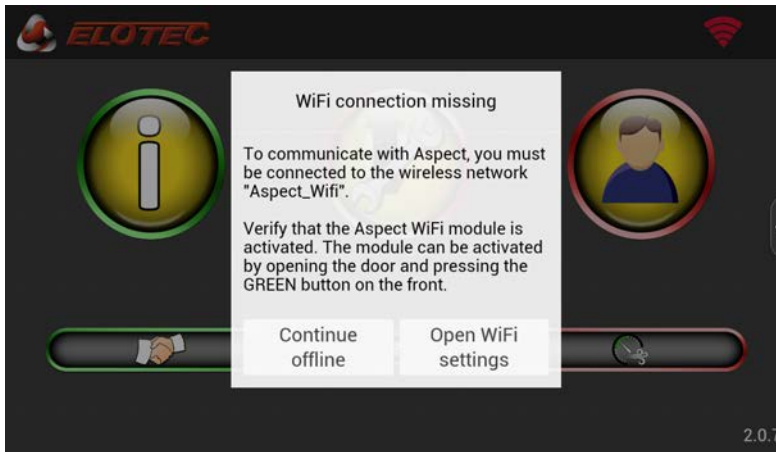 ELOTEC
WiFi connection missing
To communicate with Aspect, you must
be connected to the wireless network
"Aspect_Wifi".
Verify that the Aspect WiFi module is
activated. The module can be activated
by opening the door and pressing the
GREEN button on the front.
Continue
offline
Open WiFi
settings
2.0.7